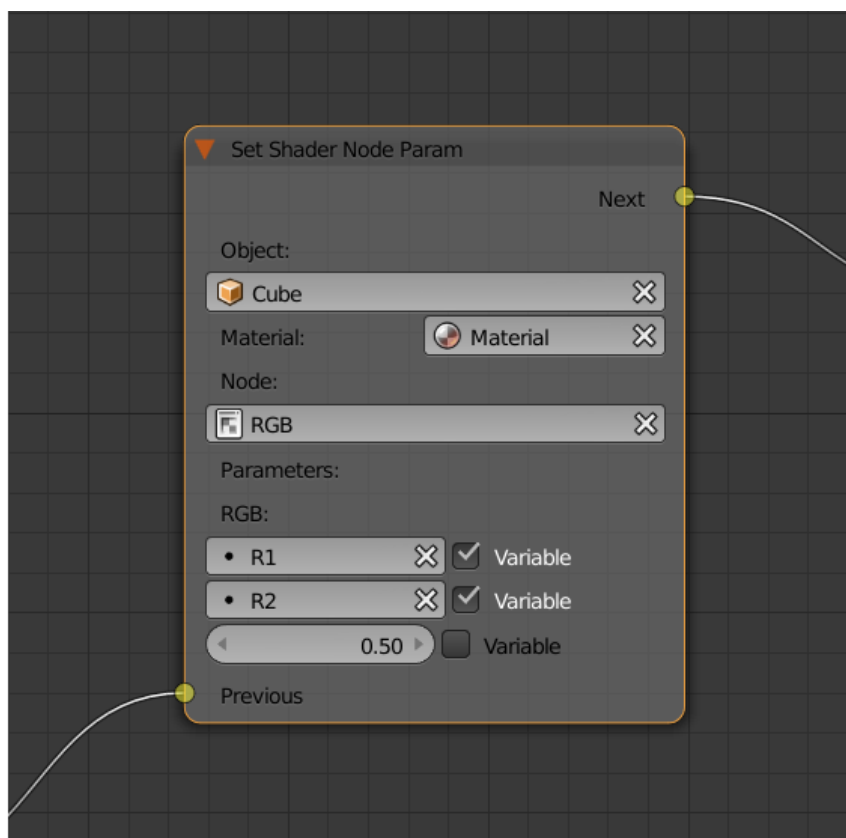 Set Shader Node Param
Next
Object:
Cube
Material: Material
Node:
RGB
Parameters:
RGB:
R1 Variable
R2 Variable
0.50 Variable
Previous